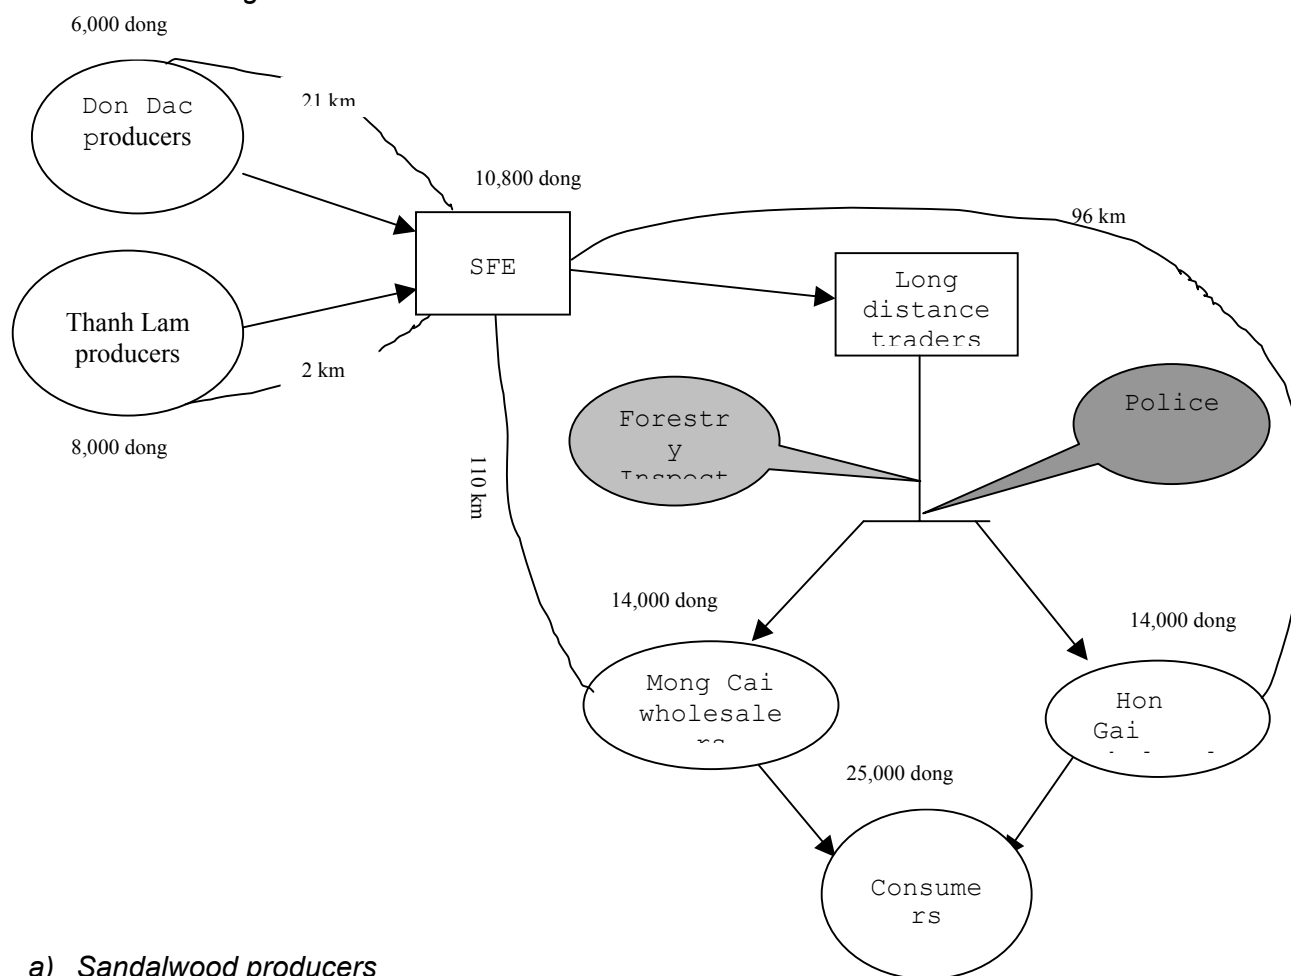 6,000 dong
Don Dac
producers
21 km
10,800 dong
SFE
96 km
Long
distance
traders
Thanh Lam
producers
2 km
8,000 dong
110 km
Forestr
y
Inspect
Police
14,000 dong
14,000 dong
Mong Cai
wholesale
rs
Hon
Gai
25,000 dong
Consume
rs
a) Sandalwood producers